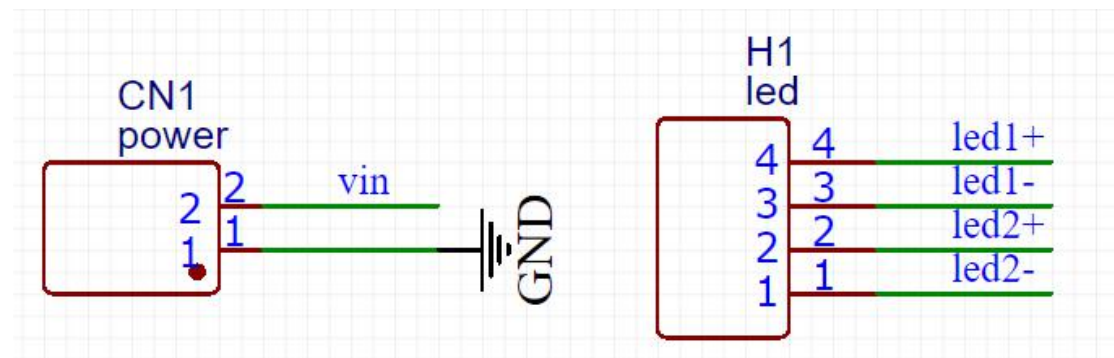 CN1
power
2 2 vin
1 1
GND
H1
led
4 4 led1+
3 3 led1-
2 2 led2+
1 1 led2-